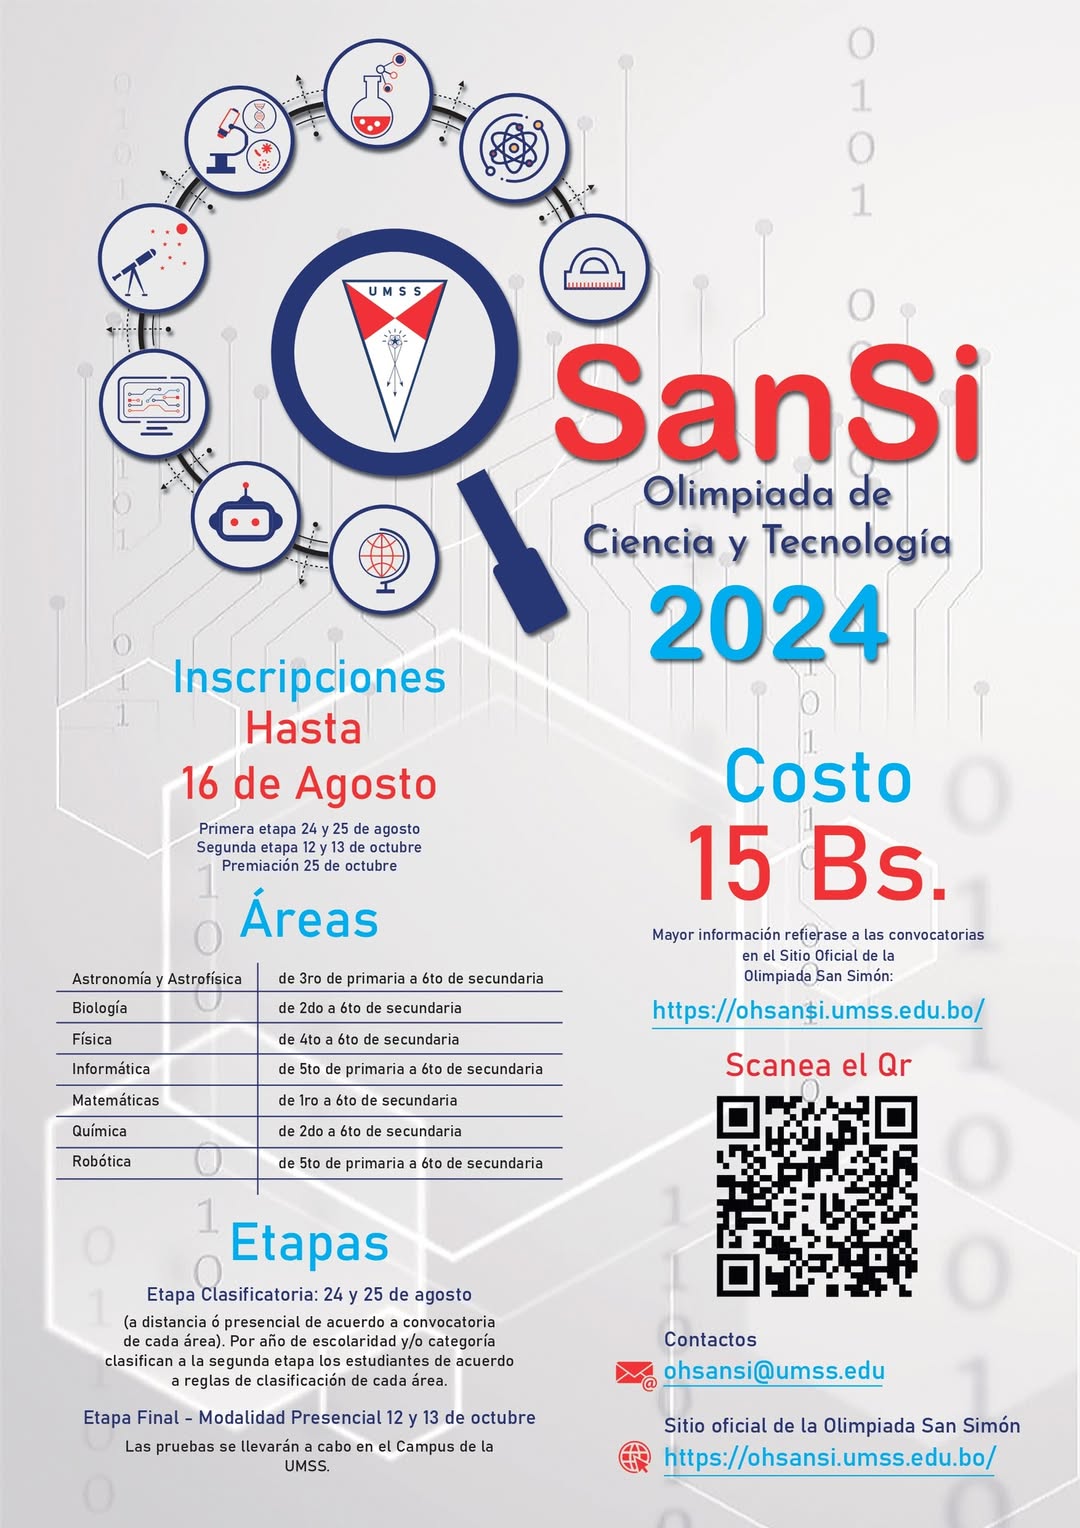 UMSS
SanSi
Olimpiada de
Ciencia y Tecnología
2024
Inscripciones
Hasta
16 de Agosto
Primera etapa 24 y 25 de agosto
Segunda etapa 12 y 13 de octubre
Premiación 25 de octubre
Áreas
Astronomía y Astrofísica de 3ro de primaria a 6to de secundaria
Biología de 2do a 6to de secundaria
Física de 4to a 6to de secundaria
Informática de 5to de primaria a 6to de secundaria
Matemáticas de 1ro a 6to de secundaria
Química de 2do a 6to de secundaria
Robótica de 5to de primaria a 6to de secundaria
Etapas
Etapa Clasificatoria: 24 y 25 de agosto
(a distancia ó presencial de acuerdo a convocatoria
de cada área). Por año de escolaridad y/o categoría
clasifican a la segunda etapa los estudiantes de acuerdo
a reglas de clasificación de cada área.
Etapa Final - Modalidad Presencial 12 y 13 de octubre
Las pruebas se llevarán a cabo en el Campus de la
UMSS.
Costo
15 Bs.
Mayor información refierase a las convocatorias
en el Sitio Oficial de la
Olimpiada San Simón:
https://ohsansi.umss.edu.bo/
Scanea el Qr
Contactos
ohsansi@umss.edu
Sitio oficial de la Olimpiada San Simón
https://ohsansi.umss.edu.bo/